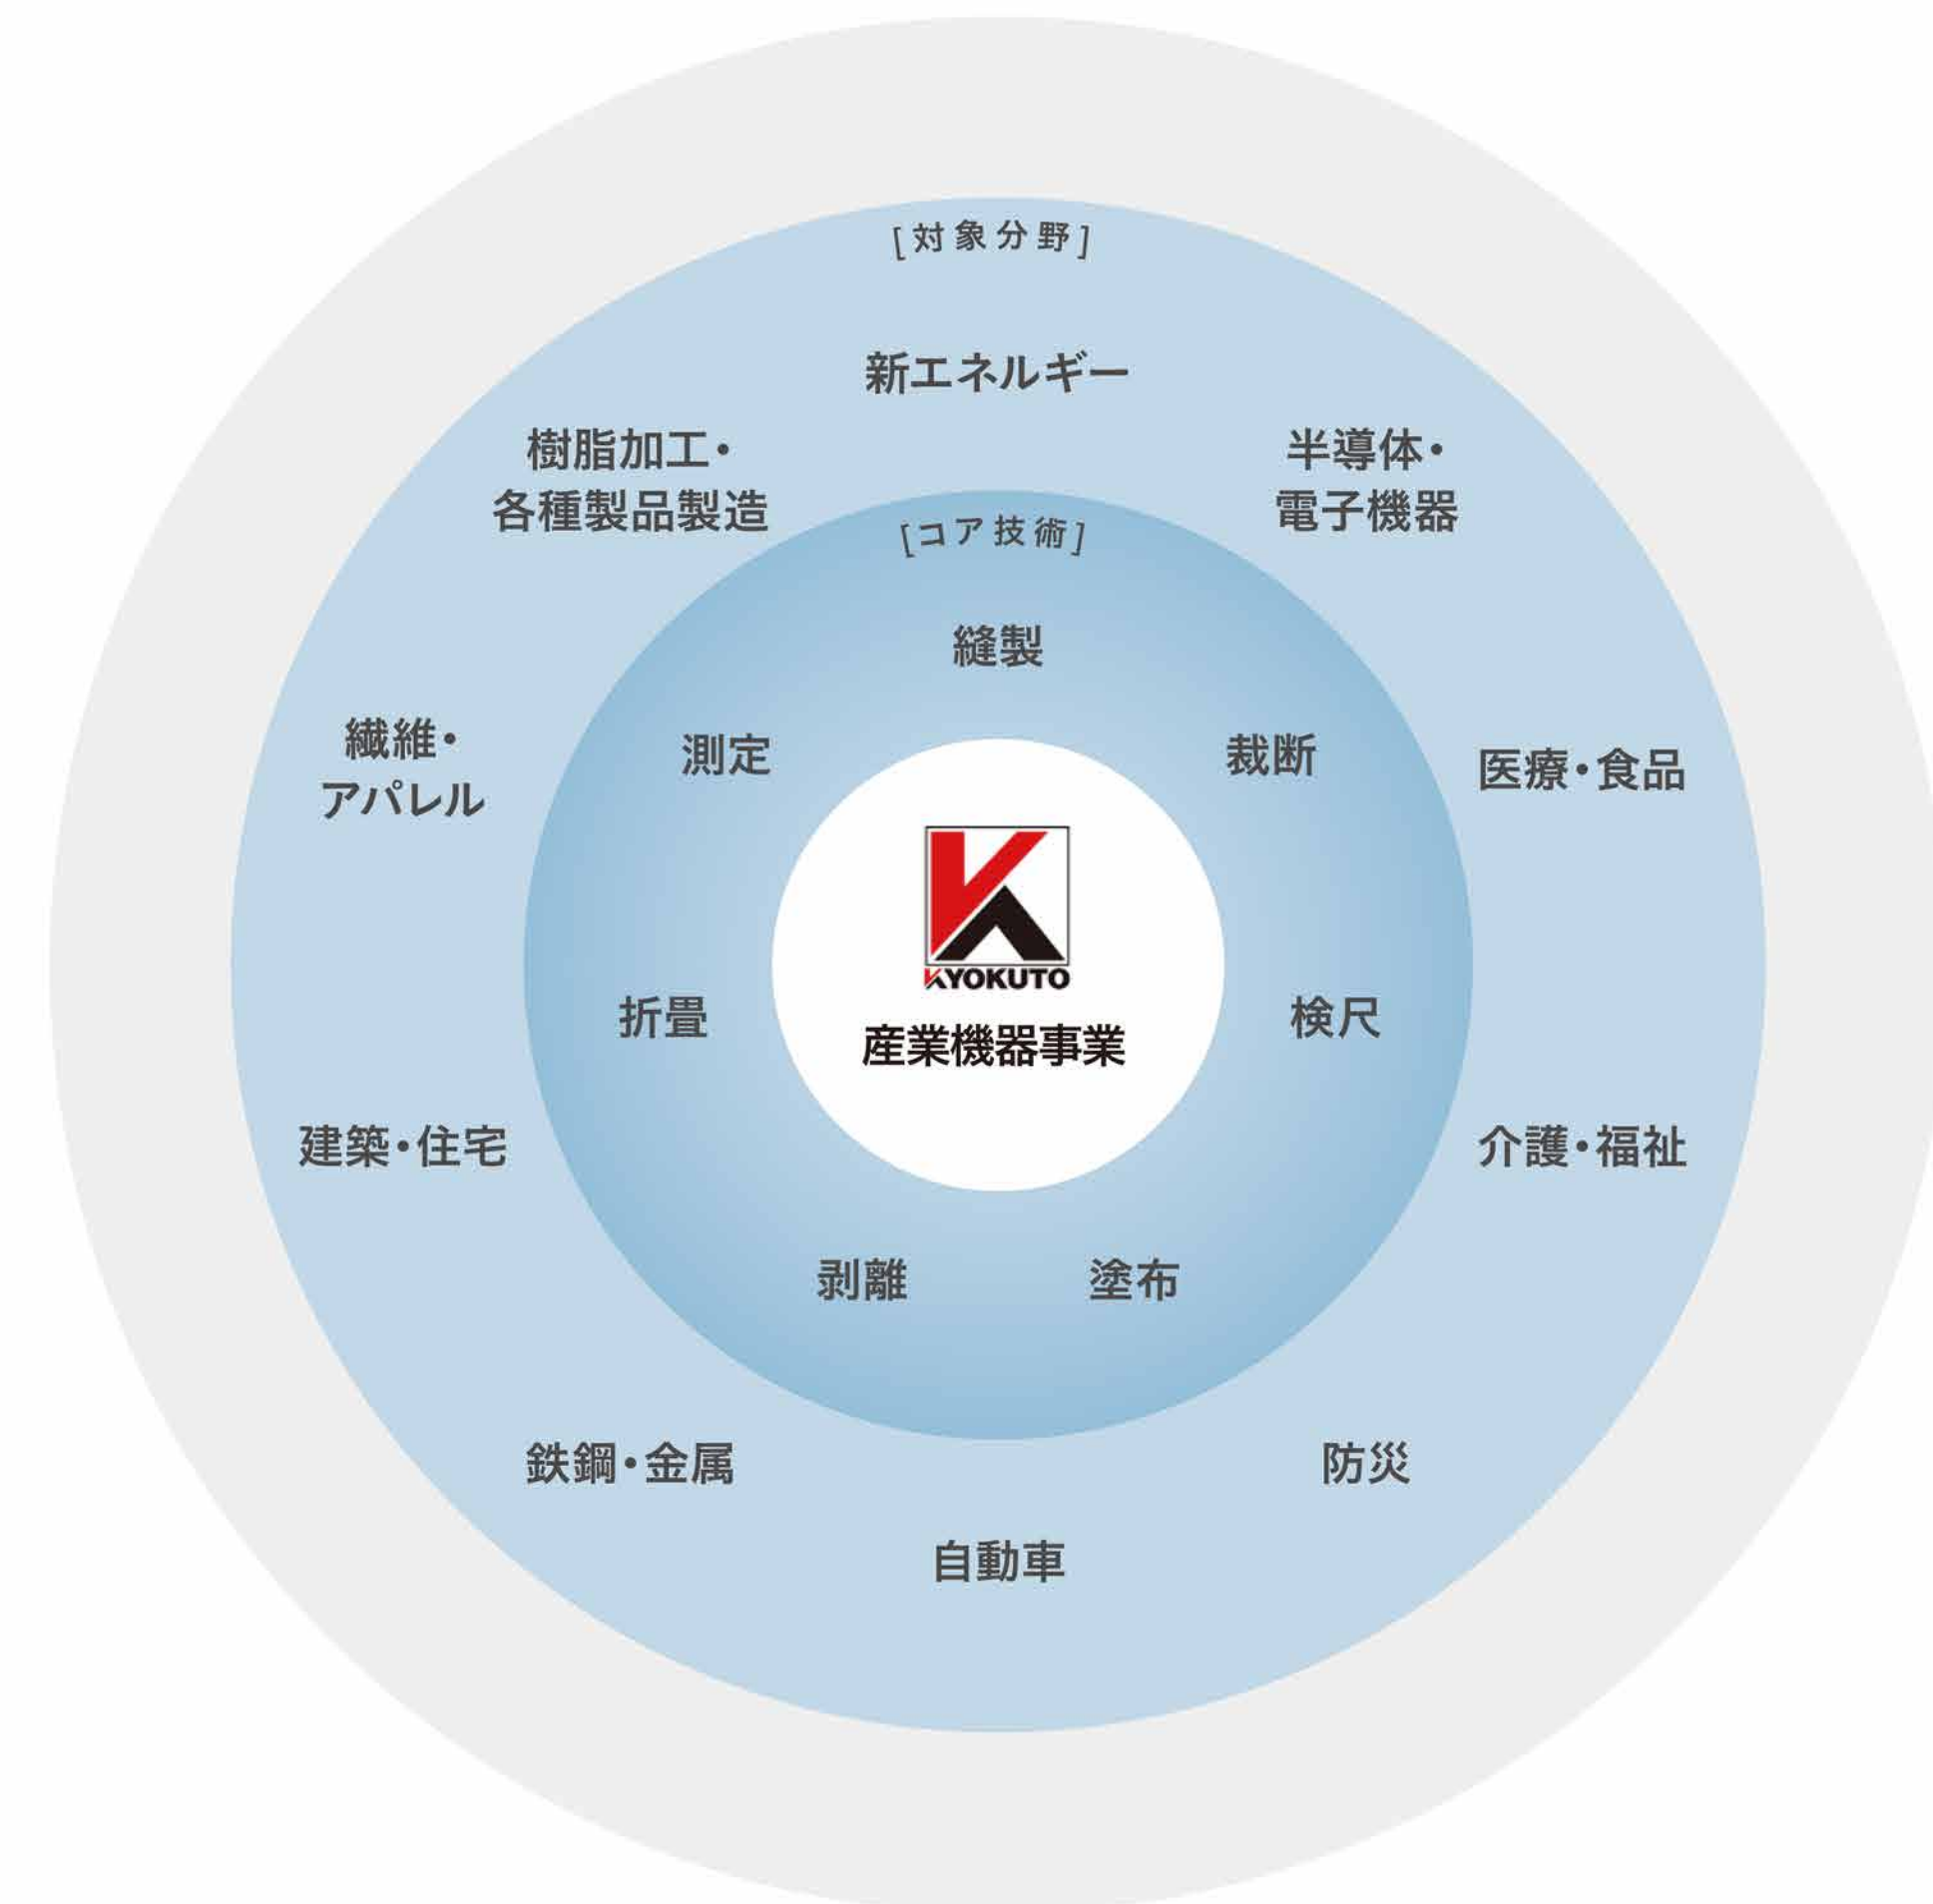 [対象分野]
新エネルギー
樹脂加工・
各種製品製造
半導体・
電子機器
[コア技術]
縫製
測定
裁断
繊維・
アパレル
医療・食品
KYOKUTO
産業機器事業
折畳
検尺
建築・住宅
介護・福祉
剥離
塗布
鉄鋼・金属
防災
自動車